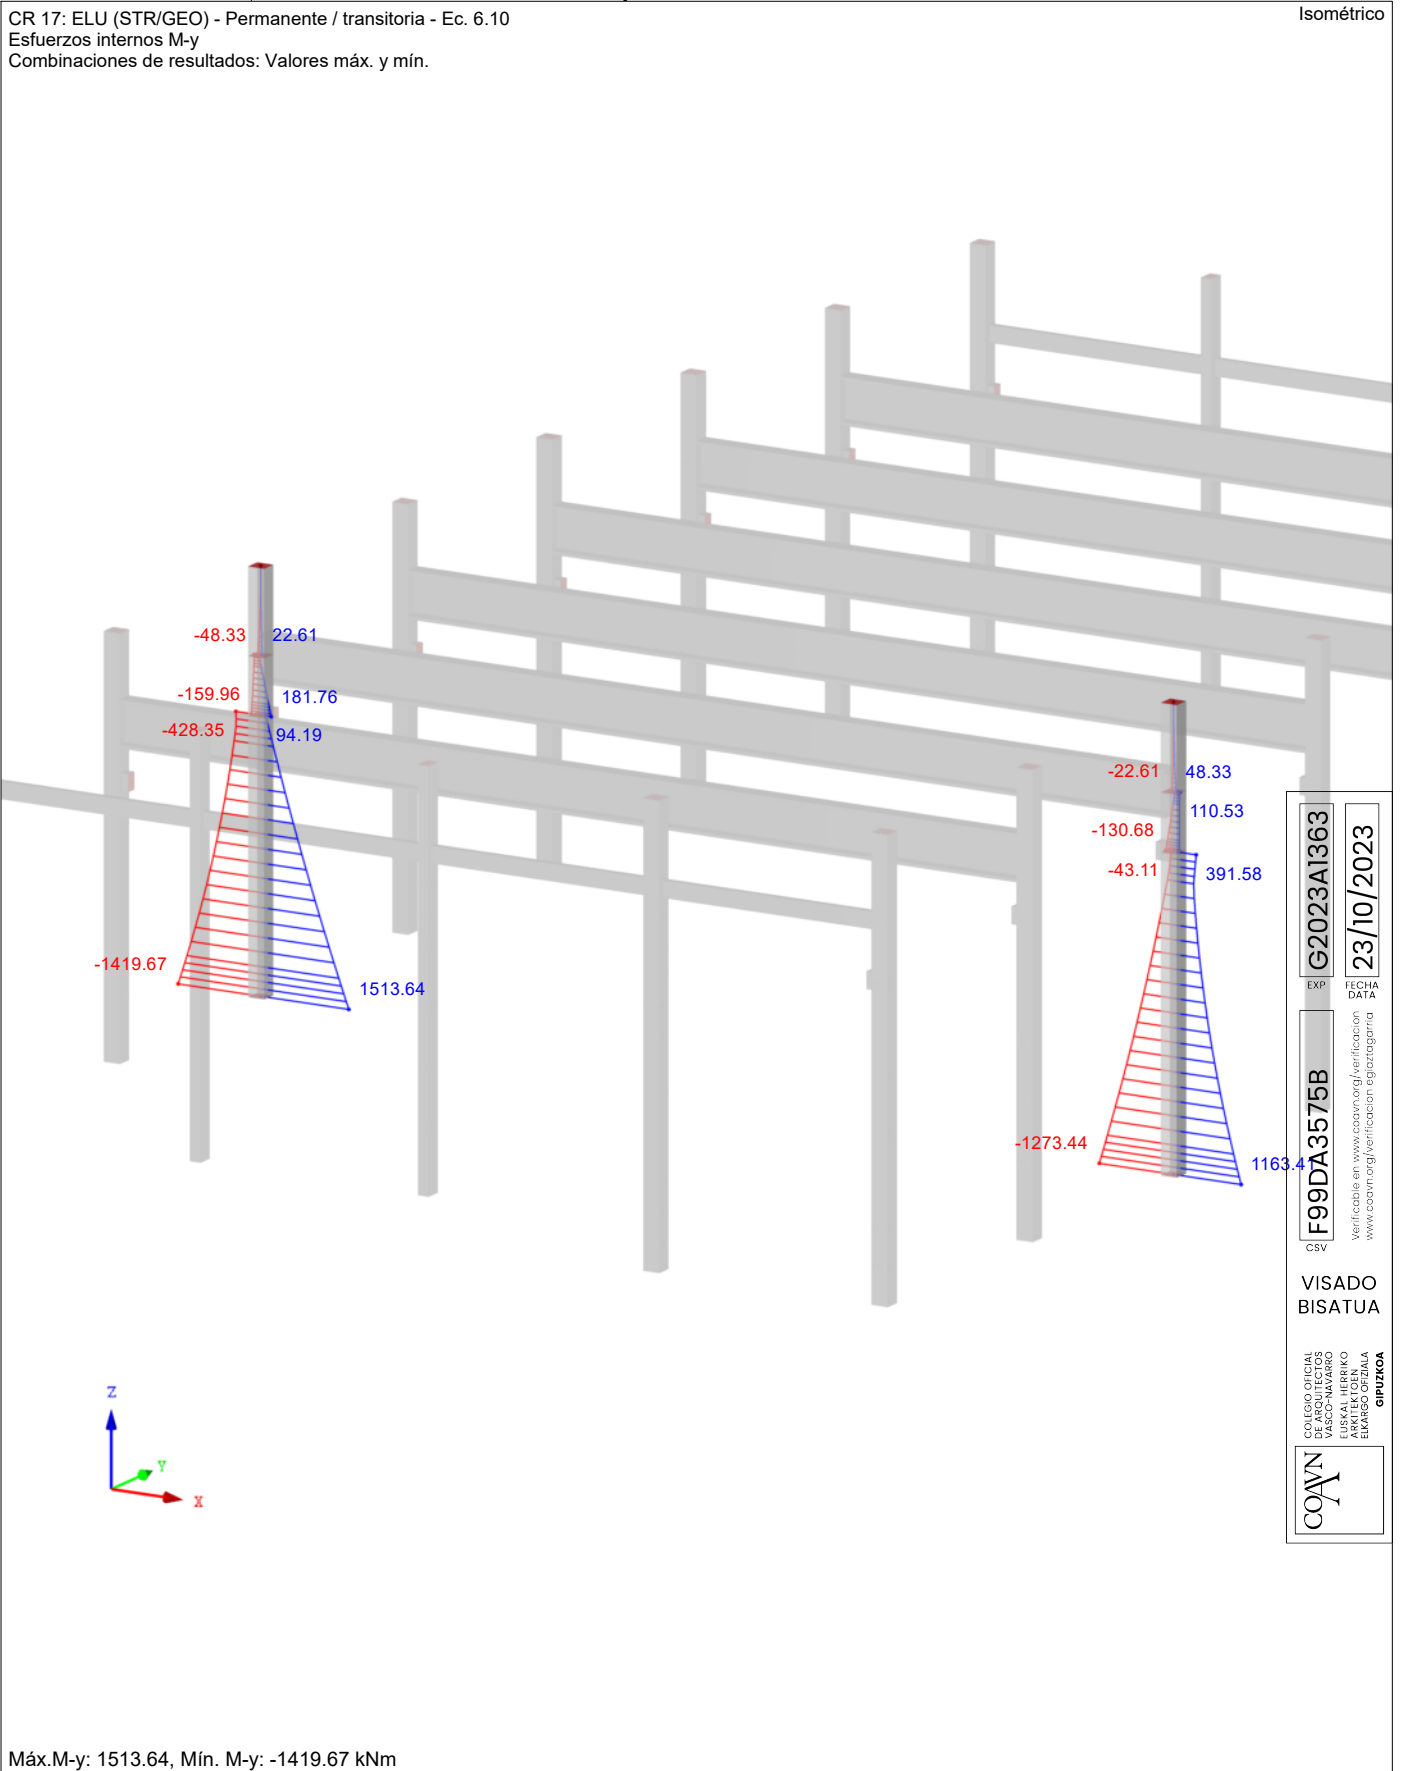 CR 17: ELU (STR/GEO) - Permanente / transitoria - Ec. 6.10
Isométrico
Esfuerzos internos M-y
Combinaciones de resultados: Valores máx. y mín.
-48.33
22.61
-159.96
181.76
-428.35
94.19
-22.61
48.33
110.53
-130.68
-43.11
391.58
-1419.67
1513.64
-1273.44
1163.41
G2023A1363
EXP
23/10/2023
FECHA
DATA
F99DA3575B
CSV
Verificable en www.coavn.org/verificacion
www.coavn.org/verificacion egiaztagarria
VISADO
BISATUA
COLEGIO OFICIAL
DE ARQUITECTOS
VASCO-NAVARRO
EUSKAL HERRIKO
ARKITEKTOEN
ELKARGO OFIZIALA
GIPUZKOA
COAVN
Z
Y
X
Máx.M-y: 1513.64, Mín. M-y: -1419.67 kNm